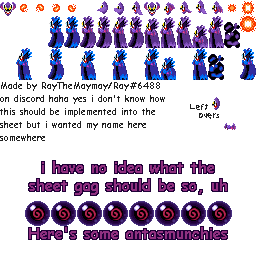 Made by RayTheMaymay/Ray#6488
on discord haha yes i don't know how
this should be implemented into the
sheet but i wanted my name here
somewhere
Left
overs
i have no idea what the
sheet gag should be so, uh
Here's some antasmunchies